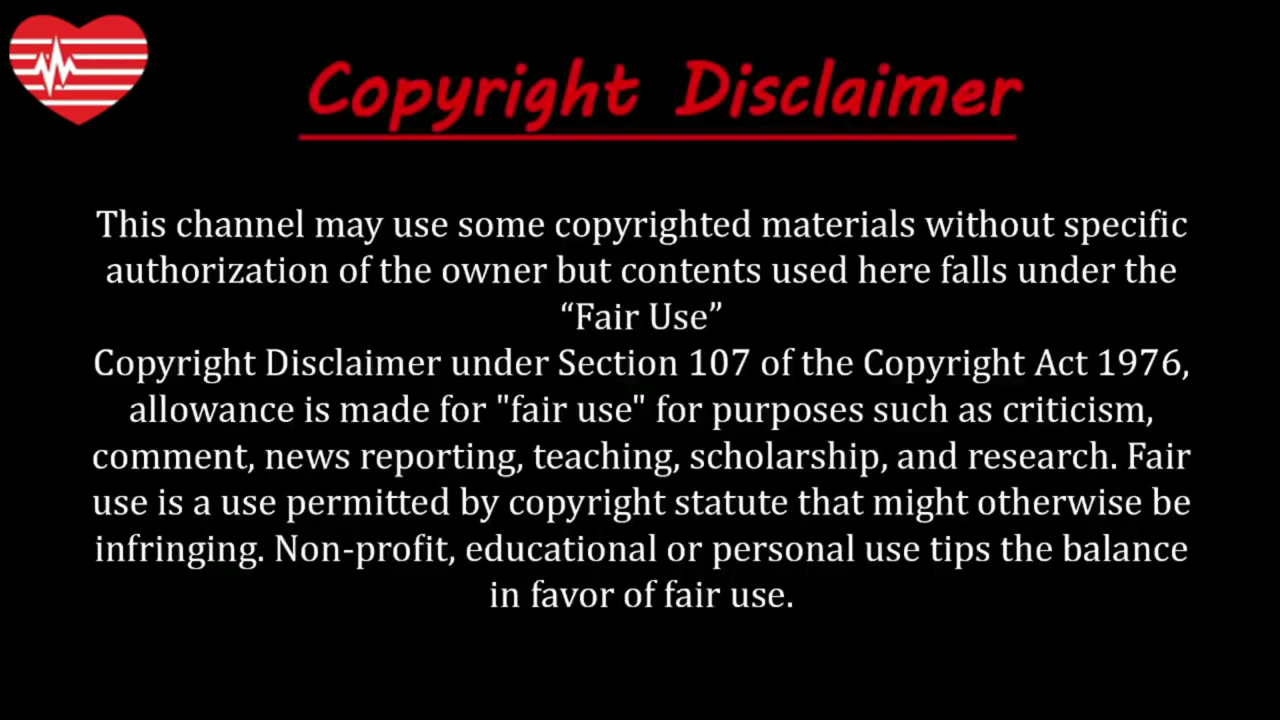 Copyright Disclaimer
This channel may use some copyrighted materials without specific
authorization of the owner but contents used here falls under the
“Fair Use”
Copyright Disclaimer under Section 107 of the Copyright Act 1976,
allowance is made for "fair use" for purposes such as criticism,
comment, news reporting, teaching, scholarship, and research. Fair
use is a use permitted by copyright statute that might otherwise be
infringing. Non-profit, educational or personal use tips the balance
in favor of fair use.